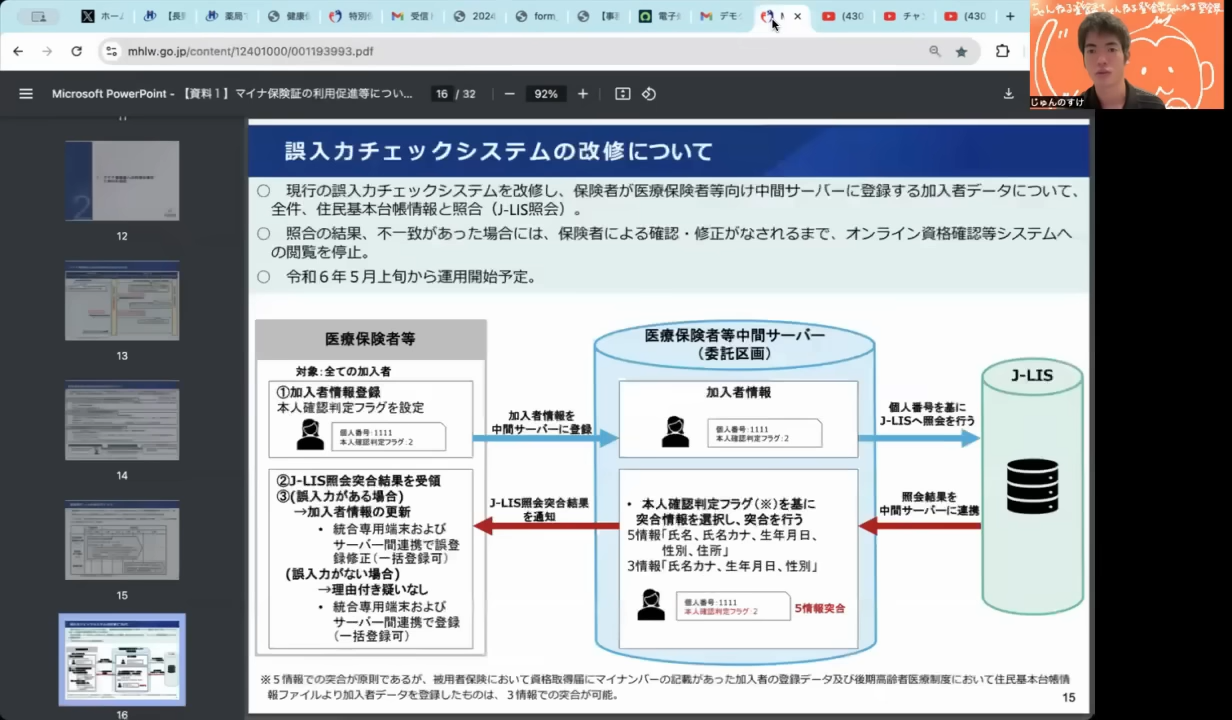 ホー
【長
薬局
健康
特別
受信
2024
form_
【事
電子
デモ
(430
チャ
(430
mhlw.go.jp/content/12401000/001193993.pdf
Microsoft PowerPoint - 【資料１】マイナ保険証の利用促進等につい...
16 / 32
92%
じゅんのすけ
12
13
14
15
16
誤入力チェックシステムの改修について
○ 現行の誤入力チェックシステムを改修し、保険者が医療保険者等向け中間サーバーに登録する加入者データについて、
全件、住民基本台帳情報と照合（J-LIS照会）。
○ 照合の結果、不一致があった場合には、保険者による確認・修正がなされるまで、オンライン資格確認等システムへ
の閲覧を停止。
○ 令和６年５月上旬から運用開始予定。
医療保険者等
対象：全ての加入者
①加入者情報登録
本人確認判定フラグを設定
個人番号：1111
本人確認判定フラグ：2
②J-LIS照会突合結果を受領
③(誤入力がある場合)
→加入者情報の更新
• 統合専用端末および
サーバー間連携で誤登
録修正（一括登録可）
(誤入力がない場合)
→理由付き疑いなし
• 統合専用端末および
サーバー間連携で登録
（一括登録可）
加入者情報を
中間サーバーに登録
J-LIS照会突合結果
を通知
医療保険者等中間サーバー
（委託区画）
加入者情報
個人番号：1111
本人確認判定フラグ：2
• 本人確認判定フラグ(※)を基に
突合情報を選択し、突合を行う
5情報「氏名、氏名カナ、生年月日、
性別、住所」
3情報「氏名カナ、生年月日、性別」
個人番号：1111
本人確認判定フラグ：2
5情報突合
個人番号を基に
J-LISへ照会を行う
照会結果を
中間サーバーに連携
J-LIS
※５情報での突合が原則であるが、被用者保険において資格取得届にマイナンバーの記載があった加入者の登録データ及び後期高齢者医療制度において住民基本台帳情
報ファイルより加入者データを登録したものは、３情報での突合が可能。
15